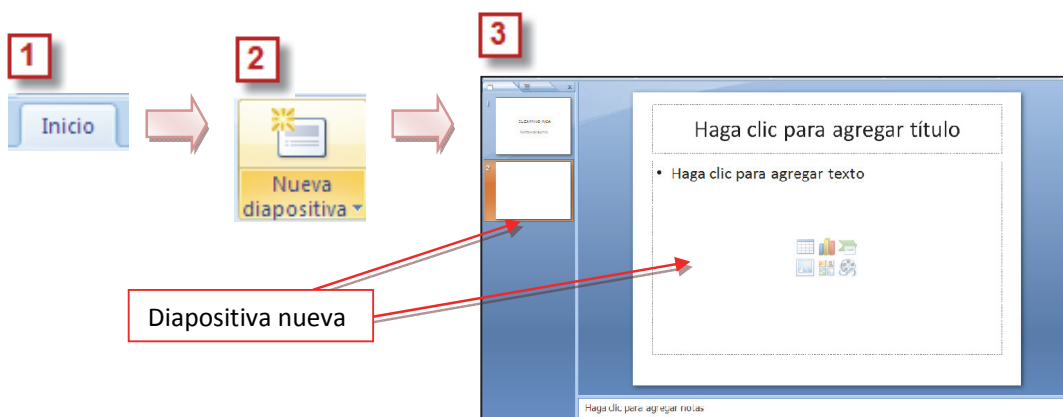 1
2
3
Inicio
Nueva
diapositiva
Diapositiva nueva
Haga clic para agregar título
• Haga clic para agregar texto
Haga clic para agregar notas